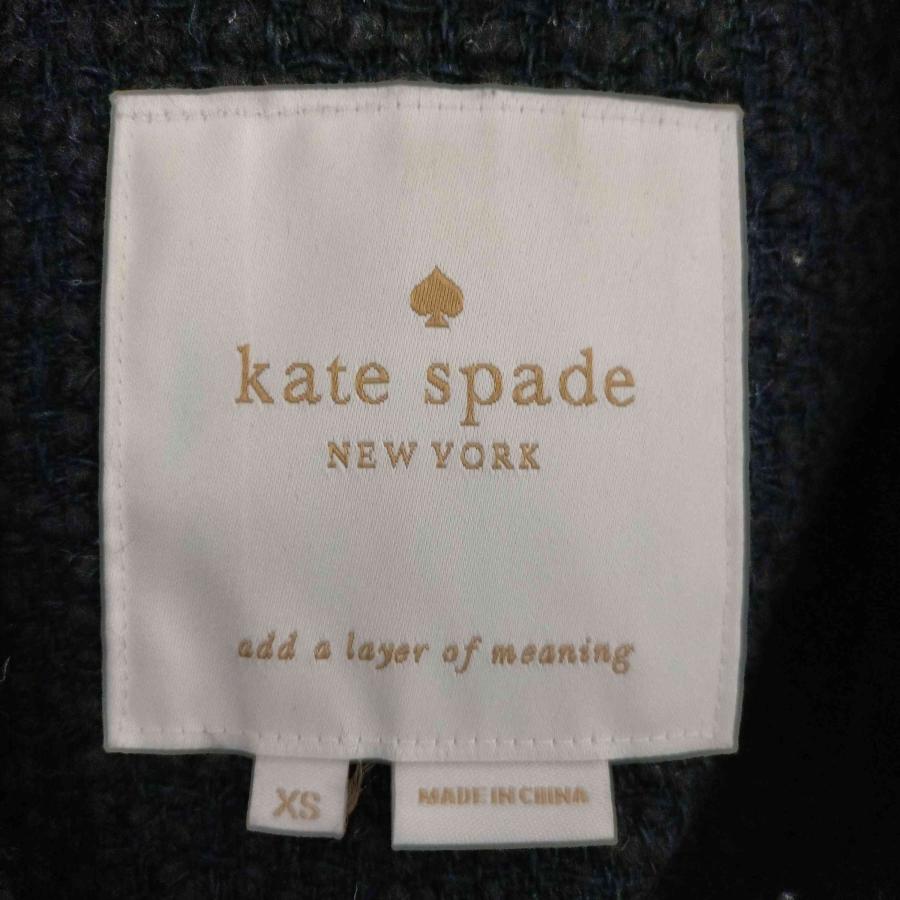 kate spade
NEW YORK
add a layer of meaning
XS
MADE IN CHINA